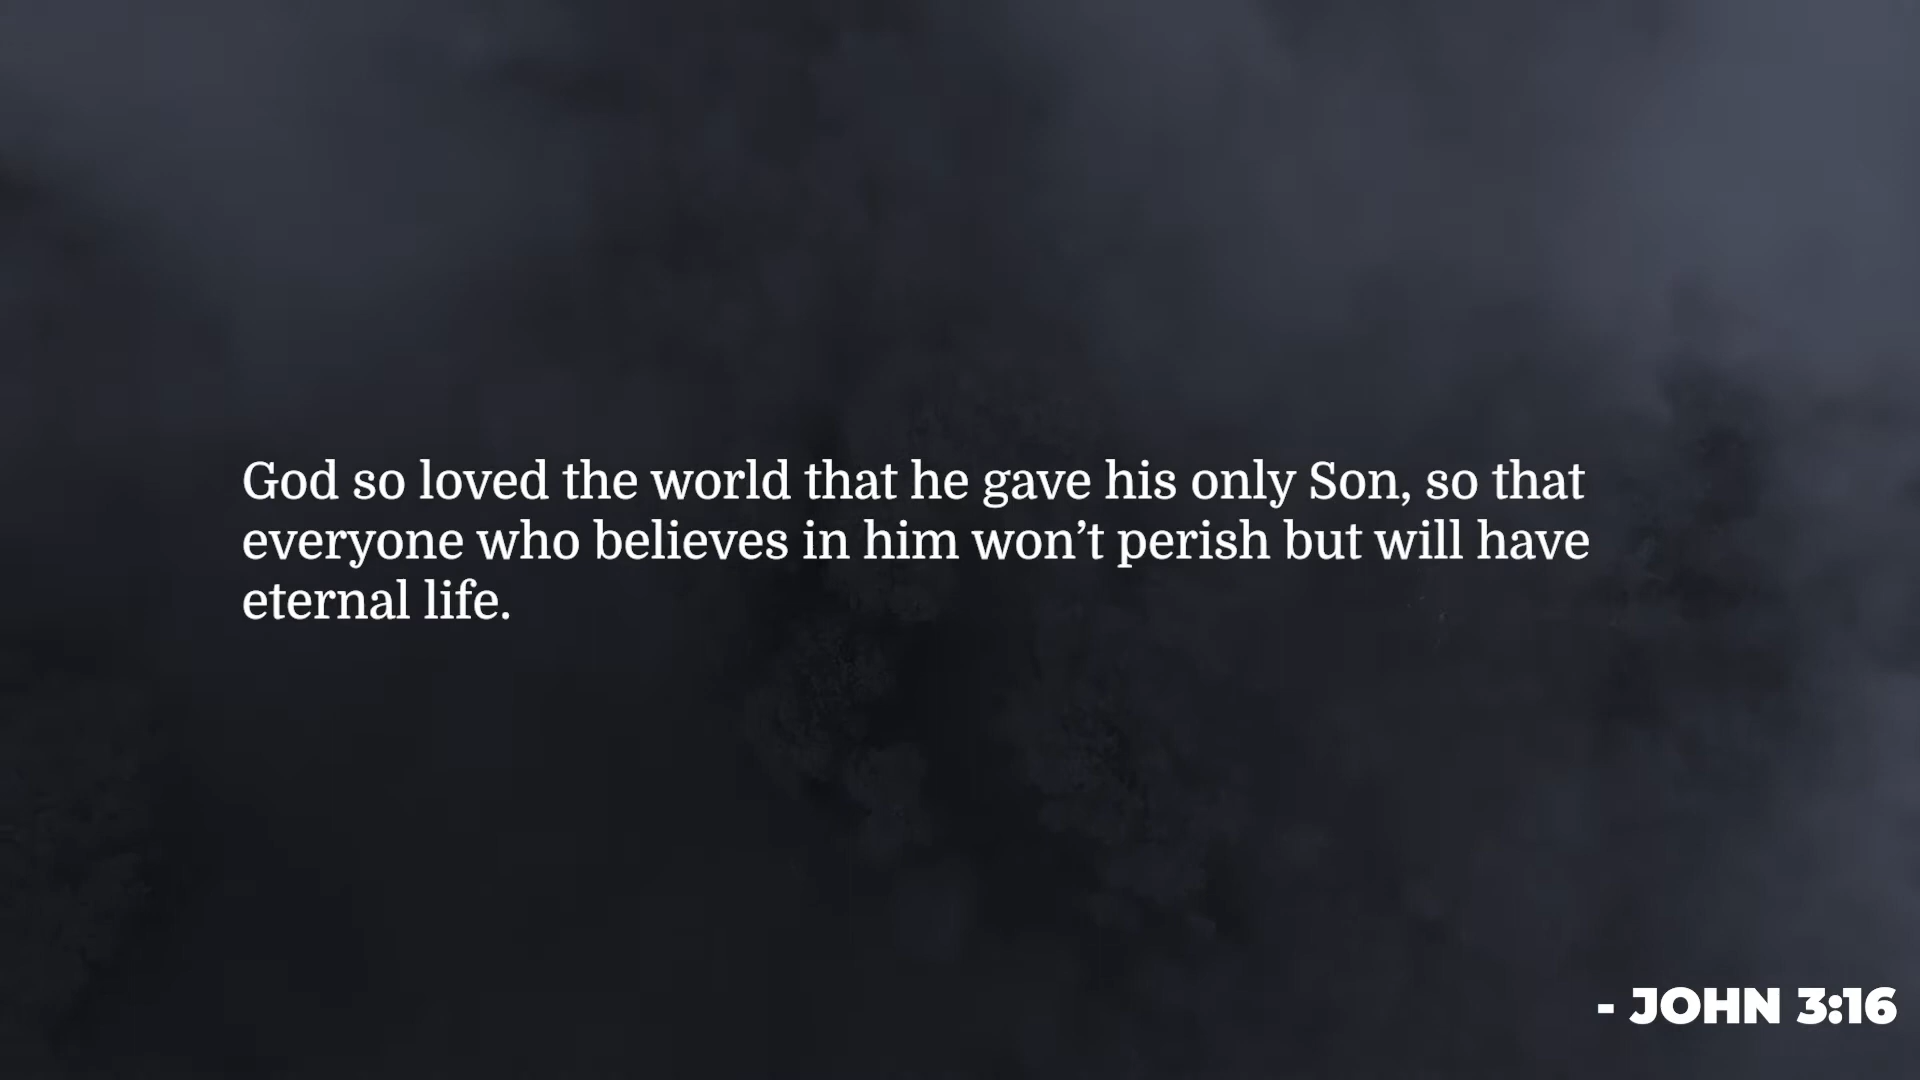 God so loved the world that he gave his only Son, so that
everyone who believes in him won’t perish but will have
eternal life.
- JOHN 3:16